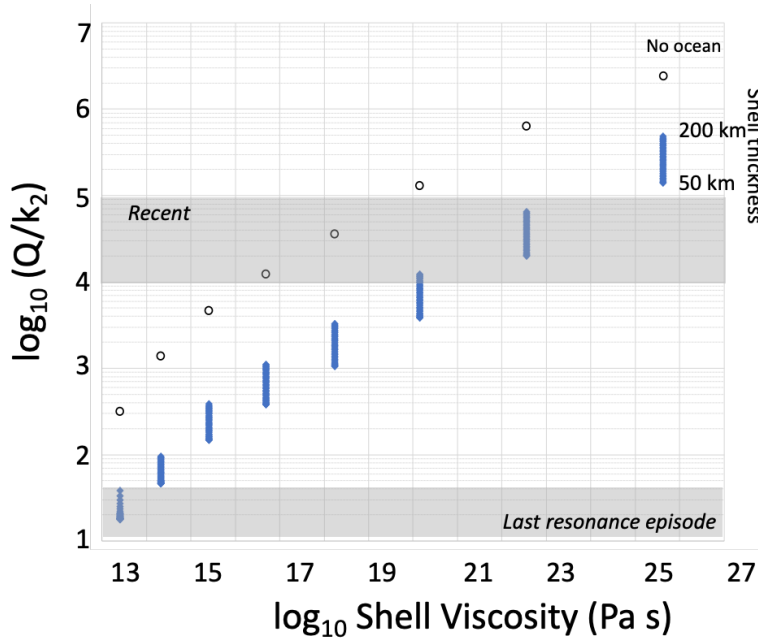 7
No ocean
6
200 km
50 km
Shell thickness
5
Recent
4
log₁₀ (Q/k₂)
3
2
Last resonance episode
1
13 15 17 19 21 23 25 27
log₁₀ Shell Viscosity (Pa s)